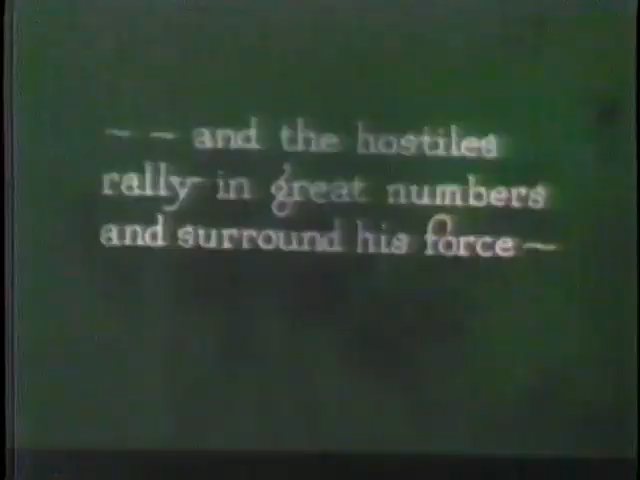 ~ ~ and the hostiles
rally in great numbers
and surround his force ~